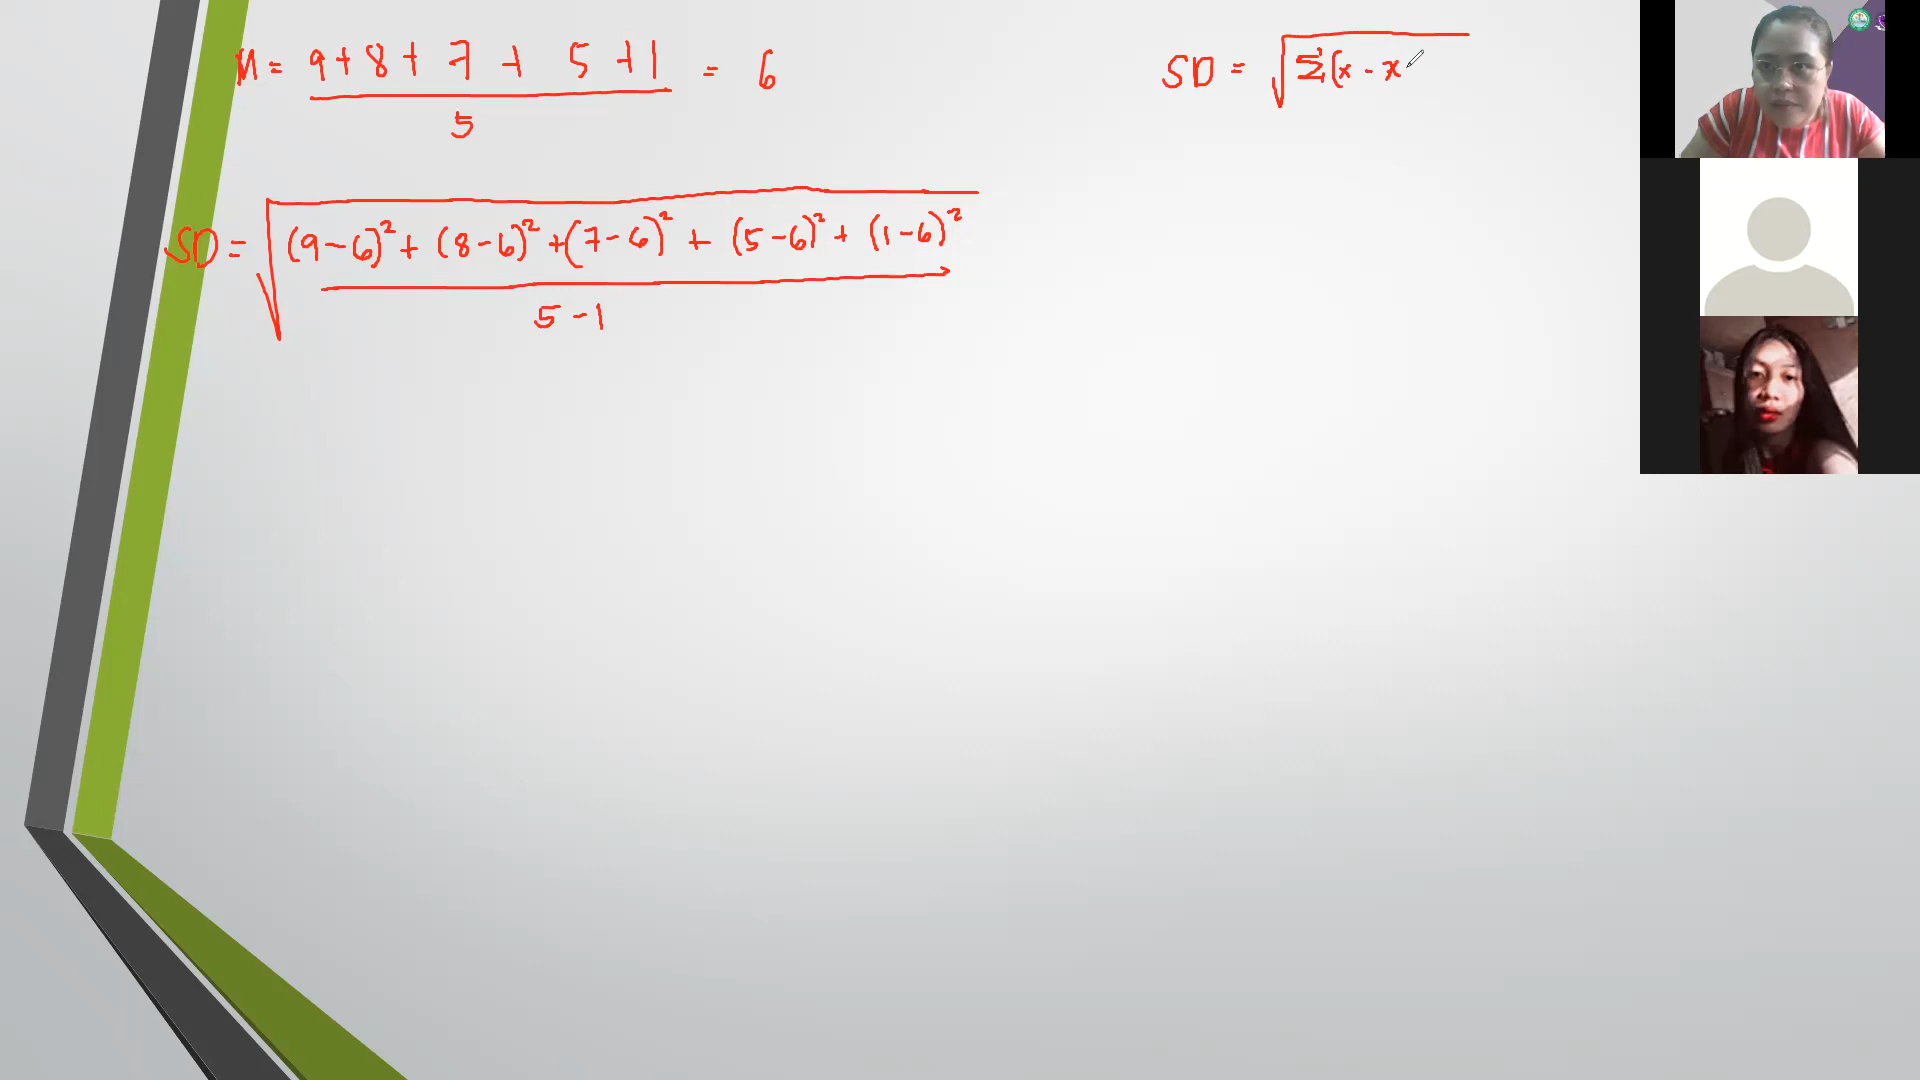 M = 9 + 8 + 7 + 5 + 1 = 6
5
SD = √ Σ (x - x
SD = √ (9 - 6)² + (8 - 6)² + (7 - 6)² + (5 - 6)² + (1 - 6)²
5 - 1